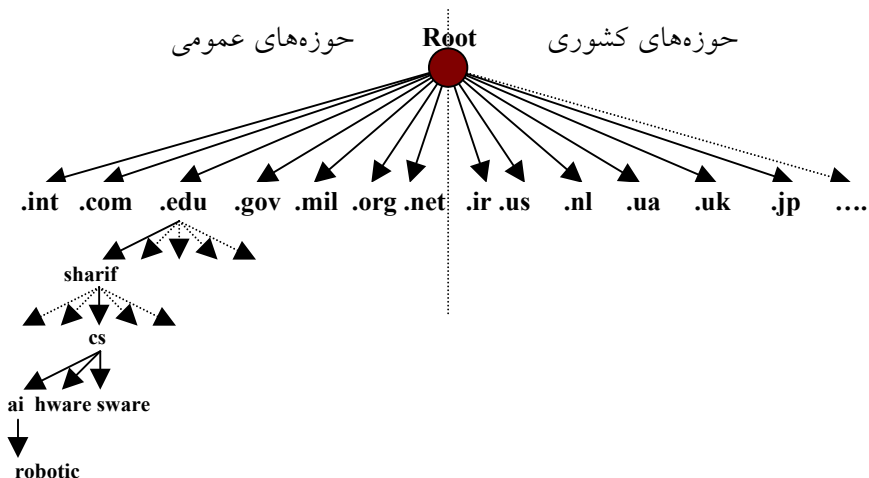 حوزه‌های عمومی Root حوزه‌های کشوری
.int .com .edu .gov .mil .org .net .ir .us .nl .ua .uk .jp ....
sharif
cs
ai hware sware
robotic